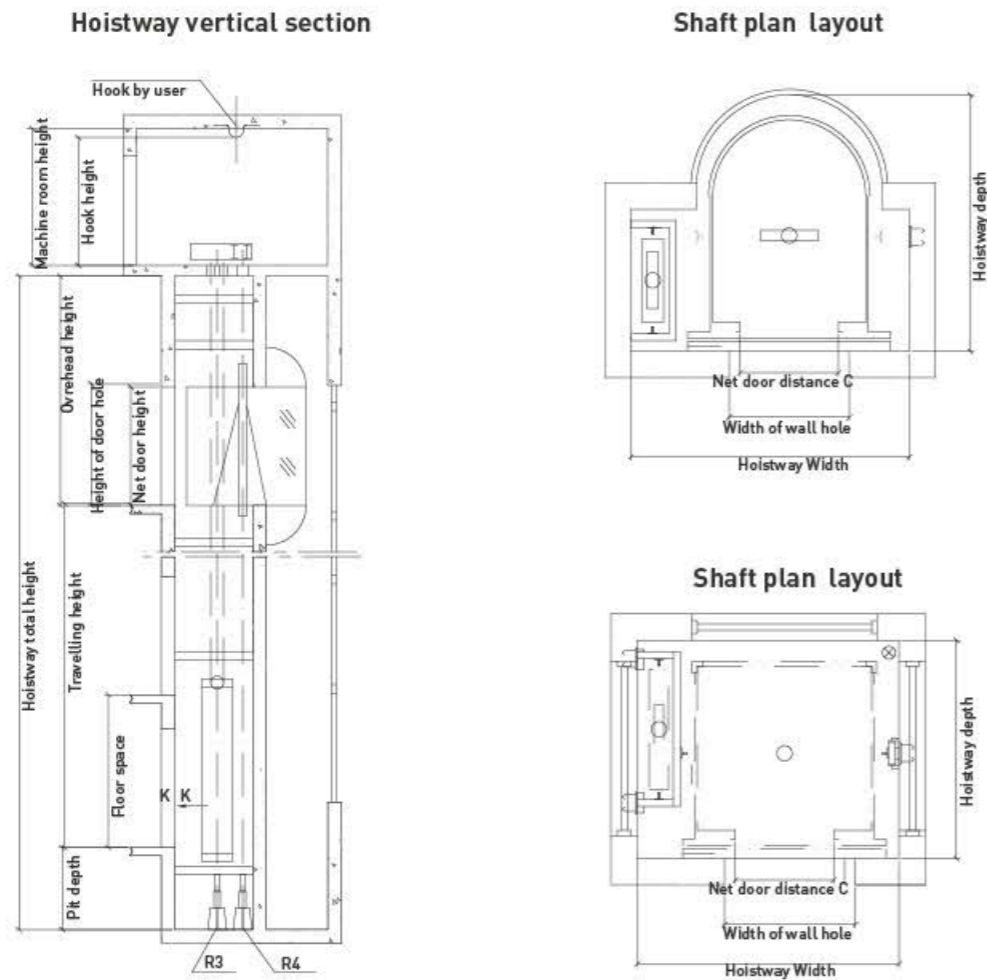 Hoistway vertical section
Hook by user
Machine room height
Hook height
Ovrehead height
Height of door hole
Net door height
Hoistway total height
Travelling height
Floor space
K K
Pit depth
R3 R4
Shaft plan layout
Hoistway depth
Net door distance C
Width of wall hole
Hoistway Width
Shaft plan layout
Hoistway depth
Net door distance C
Width of wall hole
Hoistway Width